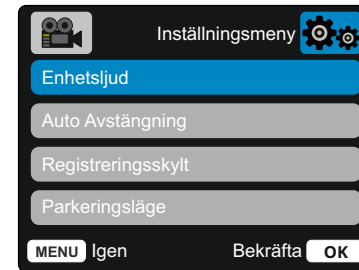 Inställningsmeny
Enhetsljud
Auto Avstängning
Registreringsskylt
Parkeringsläge
MENU Igen Bekräfta OK